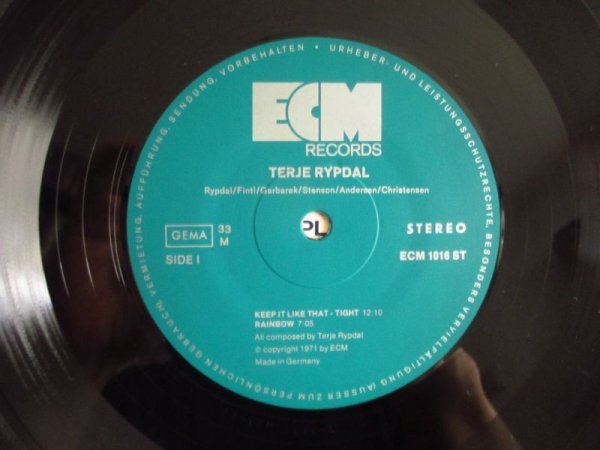 URHEBER- UND LEISTUNGSSCHUTZRECHTE, BESONDERS VERVIELFÄLTIGUNG (AUSSER ZUM PERSÖNLICHEN GEBRAUCH), VERMIETUNG, AUFFÜHRUNG, SENDUNG, VORBEHALTEN •
ECM
RECORDS
TERJE RYPDAL
Rypdal/Fintl/Garbarek/Stenson/Andersen/Christensen
GEMA
33
M
SIDE I
PL
STEREO
ECM 1016 ST
KEEP IT LIKE THAT - TIGHT 12:10
RAINBOW 7:05
All composed by Terje Rypdal
© copyright 1971 by ECM
Made in Germany